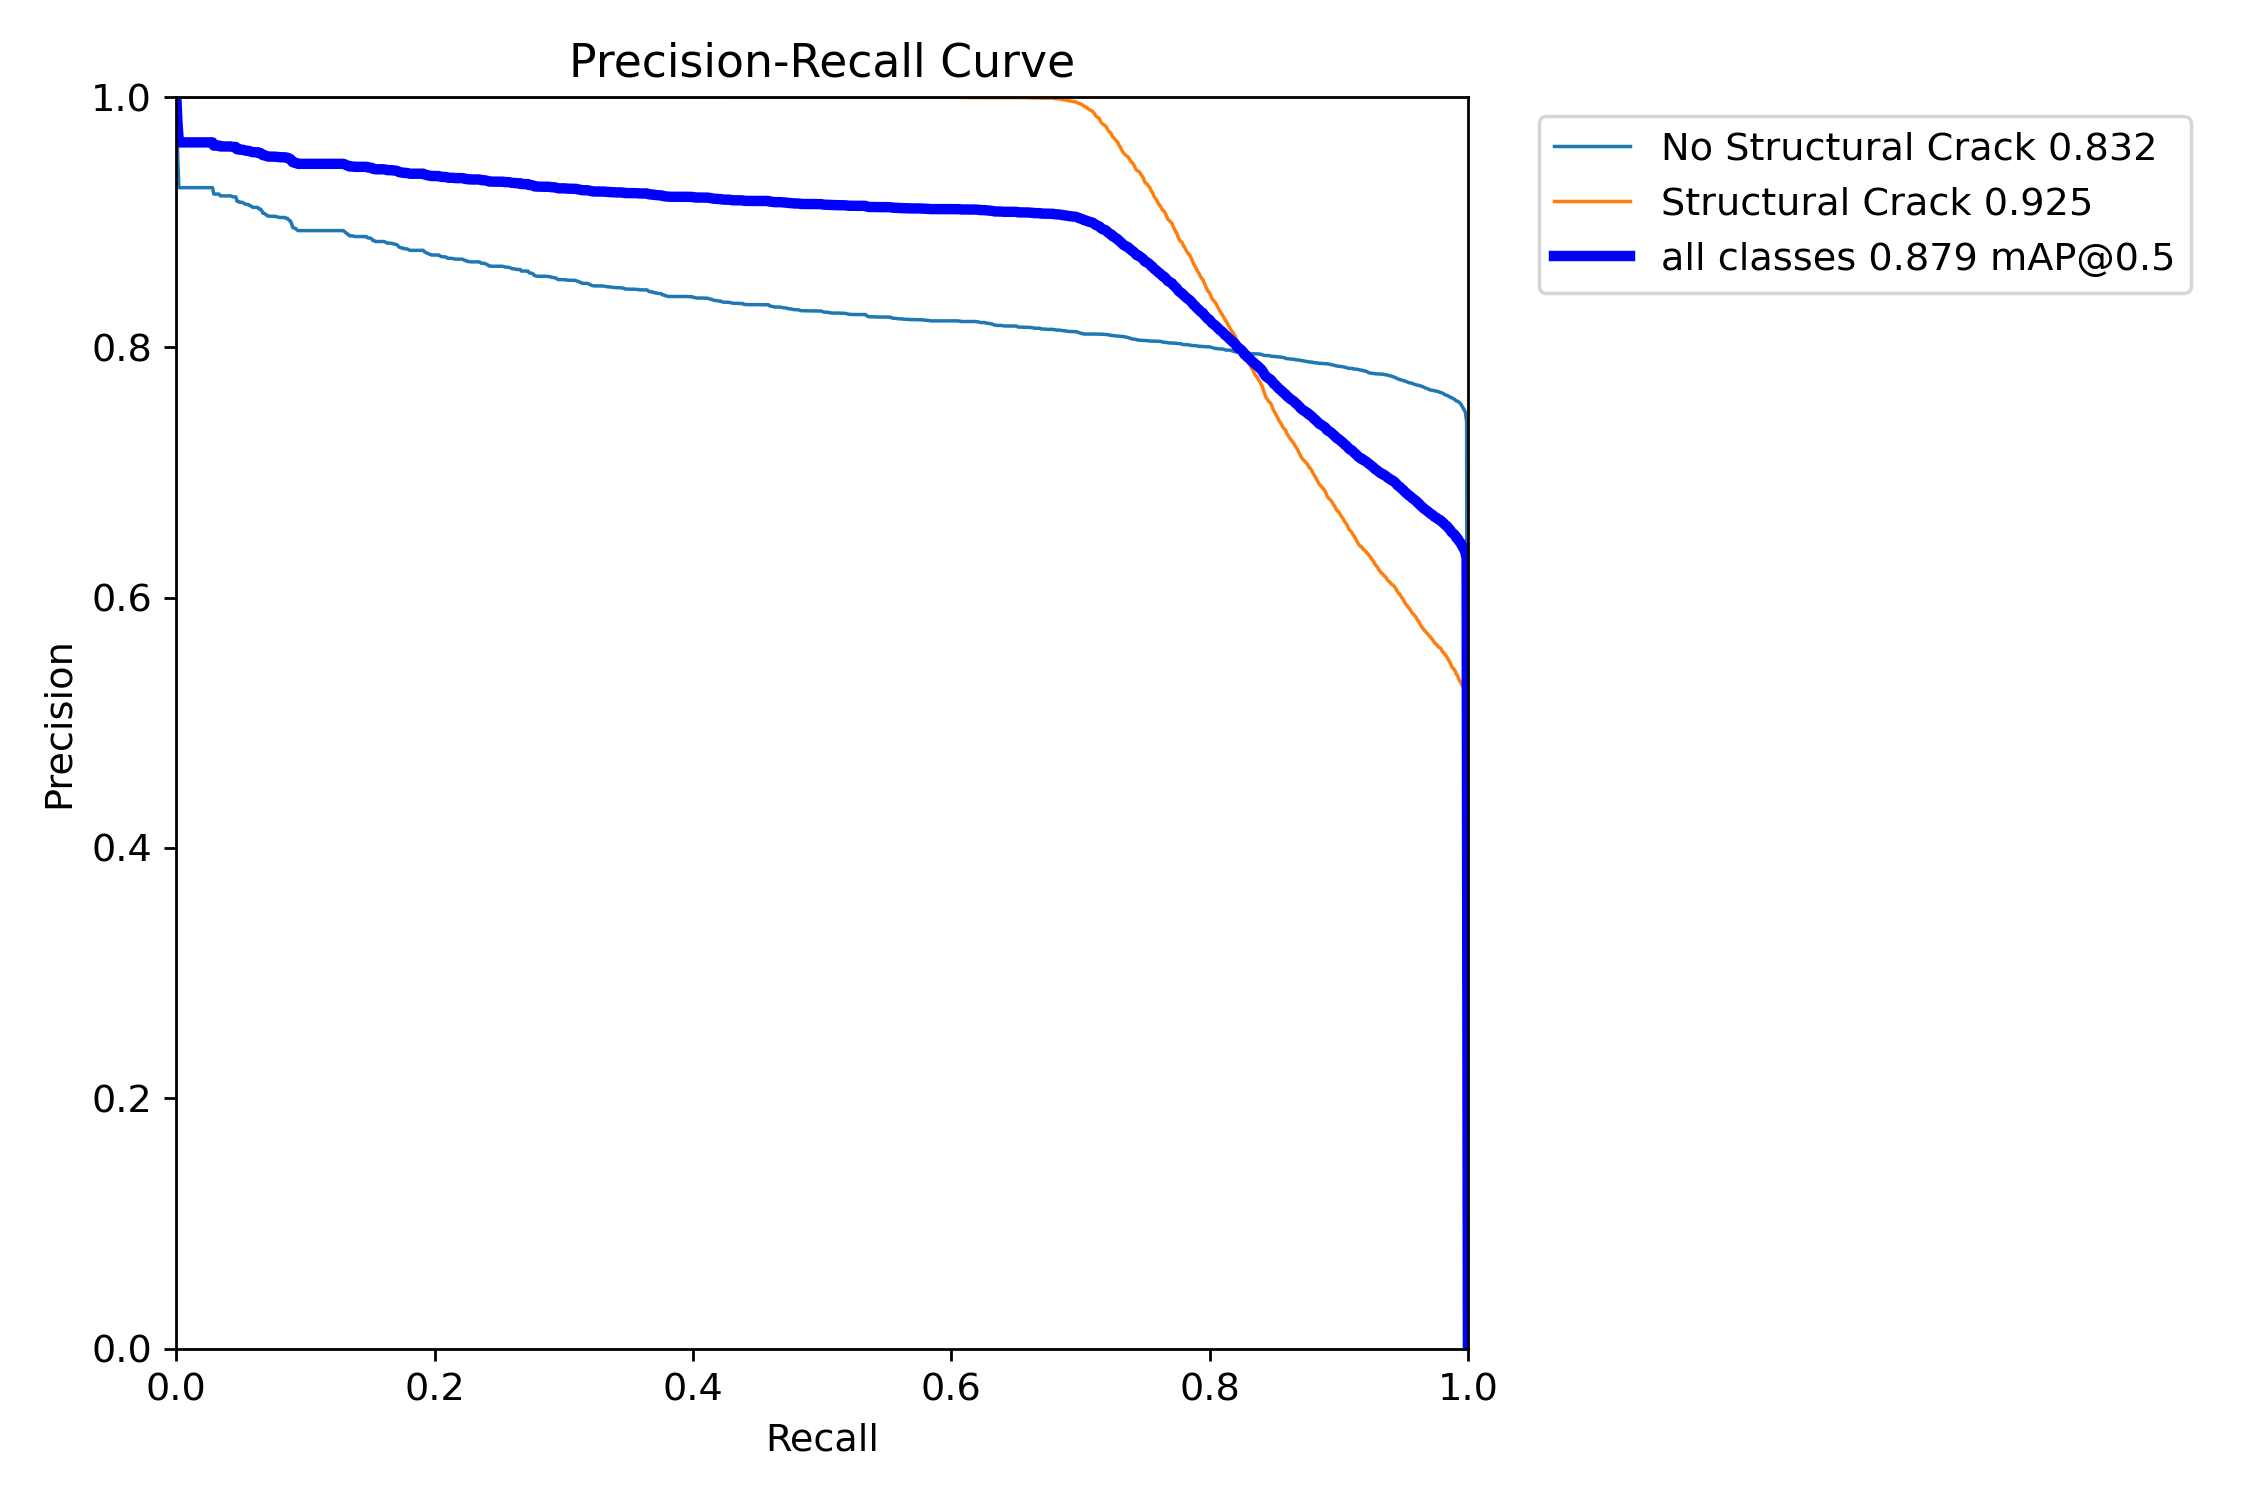 Precision-Recall Curve
1.0
0.8
0.6
0.4
0.2
0.0
Precision
0.0 0.2 0.4 0.6 0.8 1.0
Recall
No Structural Crack 0.832
Structural Crack 0.925
all classes 0.879 mAP@0.5